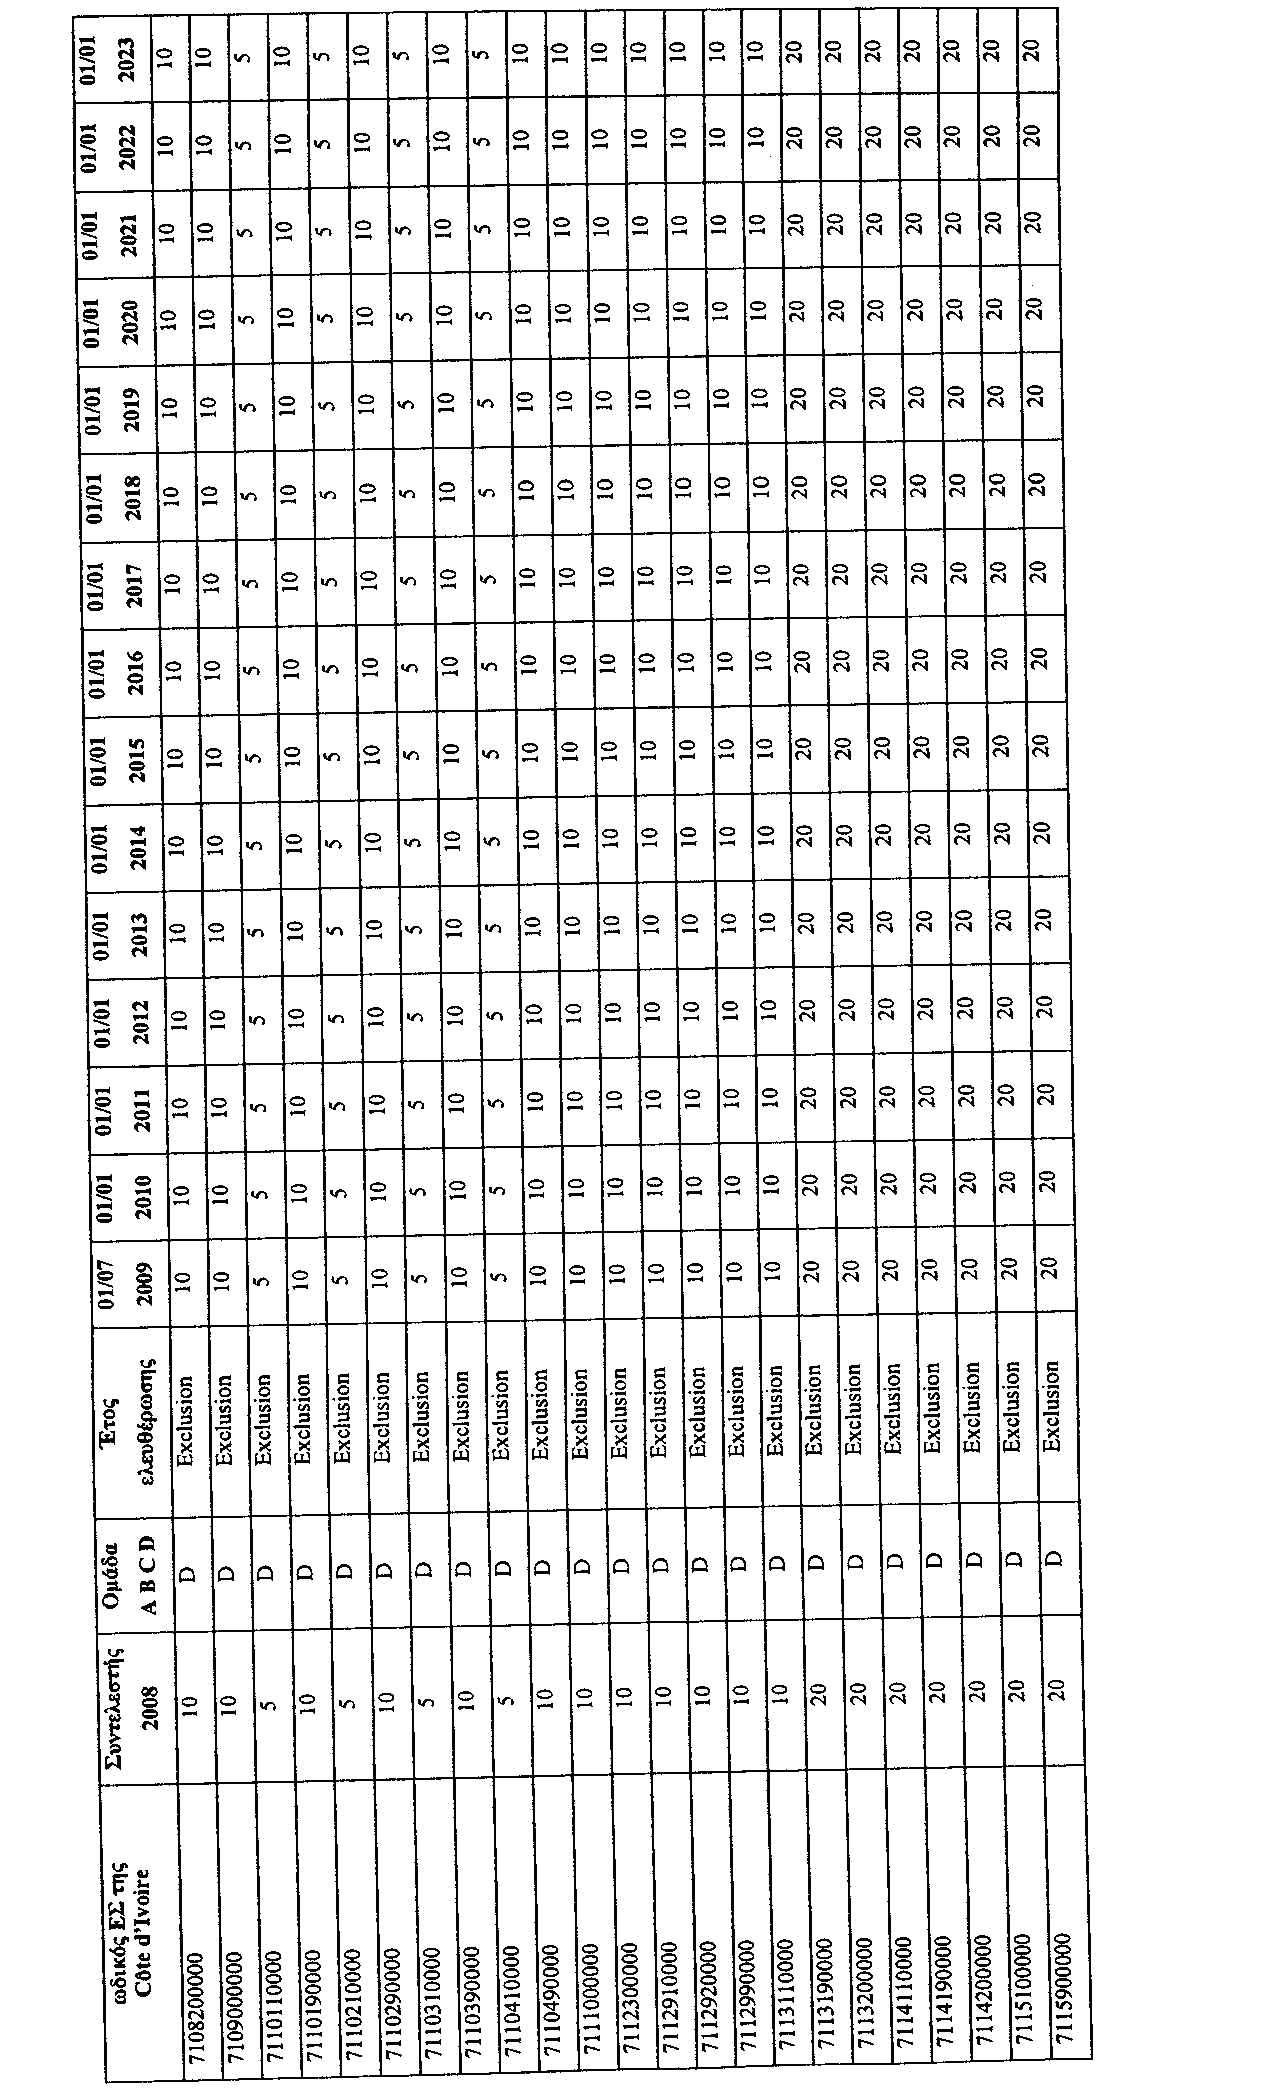 ωδικός ΕΣ της Συντελεστής Ομάδα Έτος 01/07 01/01 01/01 01/01 01/01 01/01 01/01 01/01 01/01 01/01 01/01 01/01 01/01 01/01 01/01
Côte d'Ivoire 2008 A B C D ελευθέρωσης 2009 2010 2011 2012 2013 2014 2015 2016 2017 2018 2019 2020 2021 2022 2023
7108200000 10 D Exclusion 10 10 10 10 10 10 10 10 10 10 10 10 10 10 10
7109000000 10 D Exclusion 10 10 10 10 10 10 10 10 10 10 10 10 10 10 10
7110110000 5 D Exclusion 5 5 5 5 5 5 5 5 5 5 5 5 5 5 5
7110190000 10 D Exclusion 10 10 10 10 10 10 10 10 10 10 10 10 10 10 10
7110210000 5 D Exclusion 5 5 5 5 5 5 5 5 5 5 5 5 5 5 5
7110290000 10 D Exclusion 10 10 10 10 10 10 10 10 10 10 10 10 10 10 10
7110310000 5 D Exclusion 5 5 5 5 5 5 5 5 5 5 5 5 5 5 5
7110390000 10 D Exclusion 10 10 10 10 10 10 10 10 10 10 10 10 10 10 10
7110410000 5 D Exclusion 5 5 5 5 5 5 5 5 5 5 5 5 5 5 5
7110490000 10 D Exclusion 10 10 10 10 10 10 10 10 10 10 10 10 10 10 10
7111000000 10 D Exclusion 10 10 10 10 10 10 10 10 10 10 10 10 10 10 10
7112300000 10 D Exclusion 10 10 10 10 10 10 10 10 10 10 10 10 10 10 10
7112910000 10 D Exclusion 10 10 10 10 10 10 10 10 10 10 10 10 10 10 10
7112920000 10 D Exclusion 10 10 10 10 10 10 10 10 10 10 10 10 10 10 10
7112990000 10 D Exclusion 10 10 10 10 10 10 10 10 10 10 10 10 10 10 10
7113110000 10 D Exclusion 10 10 10 10 10 10 10 10 10 10 10 10 10 10 10
7113190000 20 D Exclusion 20 20 20 20 20 20 20 20 20 20 20 20 20 20 20
7113200000 20 D Exclusion 20 20 20 20 20 20 20 20 20 20 20 20 20 20 20
7114110000 20 D Exclusion 20 20 20 20 20 20 20 20 20 20 20 20 20 20 20
7114190000 20 D Exclusion 20 20 20 20 20 20 20 20 20 20 20 20 20 20 20
7114200000 20 D Exclusion 20 20 20 20 20 20 20 20 20 20 20 20 20 20 20
7115100000 20 D Exclusion 20 20 20 20 20 20 20 20 20 20 20 20 20 20 20
7115900000 20 D Exclusion 20 20 20 20 20 20 20 20 20 20 20 20 20 20 20